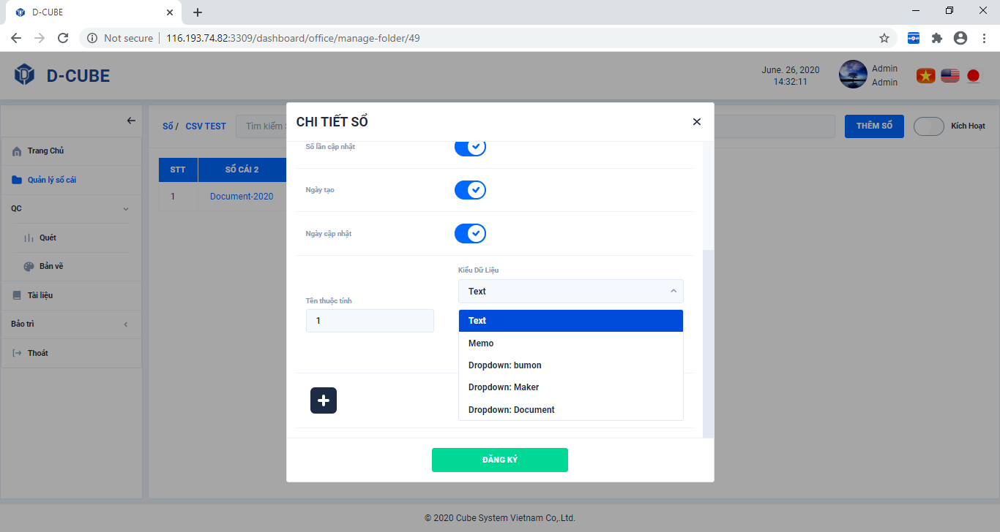 D-CUBE
Not secure
116.193.74.82:3309/dashboard/office/manage-folder/49
D-CUBE
June. 26, 2020
14:32:11
Admin
Admin
Sổ / CSV TEST
Tìm kiếm
THÊM SỔ
Kích Hoạt
Trang Chủ
Quản lý sổ cái
QC
Quét
Bản vẽ
Tài liệu
Bảo trì
Thoát
STT
SỔ CÁI 2
1
Document-2020
CHI TIẾT SỔ
Số lần cập nhật
Ngày tạo
Ngày cập nhật
Kiểu Dữ Liệu
Text
Tên thuộc tính
1
Text
Memo
Dropdown: bumon
Dropdown: Maker
Dropdown: Document
ĐĂNG KÝ
© 2020 Cube System Vietnam Co,.Ltd.